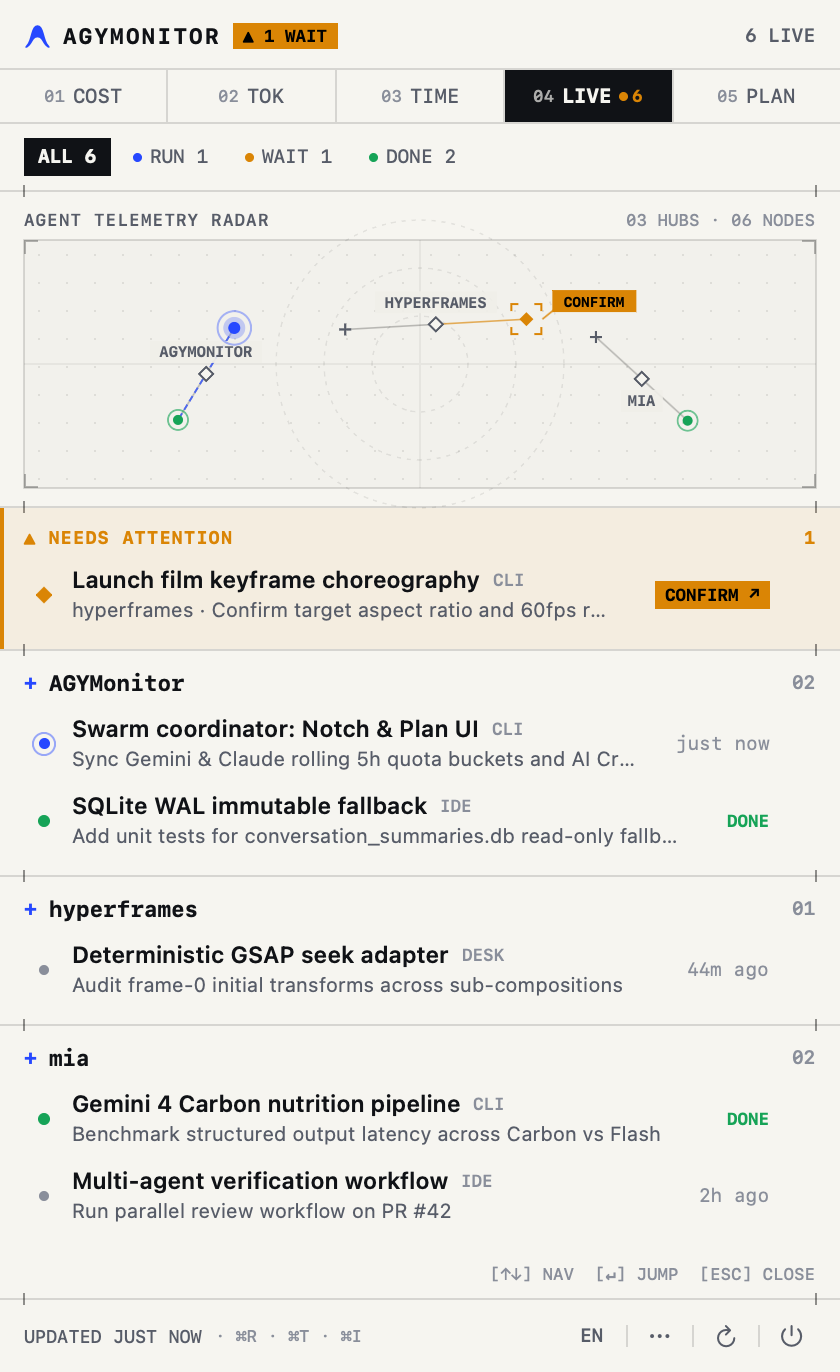 AGYMONITOR ▲ 1 WAIT 6 LIVE
01 COST 02 TOK 03 TIME 04 LIVE ●6 05 PLAN
ALL 6 ● RUN 1 ● WAIT 1 ● DONE 2
AGENT TELEMETRY RADAR 03 HUBS · 06 NODES
HYPERFRAMES CONFIRM
AGYMONITOR
MIA
▲ NEEDS ATTENTION 1
Launch film keyframe choreography CLI
hyperframes · Confirm target aspect ratio and 60fps r… CONFIRM ↗
+ AGYMonitor 02
Swarm coordinator: Notch & Plan UI CLI
Sync Gemini & Claude rolling 5h quota buckets and AI Cr… just now
SQLite WAL immutable fallback IDE
Add unit tests for conversation_summaries.db read-only fallb… DONE
+ hyperframes 01
Deterministic GSAP seek adapter DESK
Audit frame-0 initial transforms across sub-compositions 44m ago
+ mia 02
Gemini 4 Carbon nutrition pipeline CLI
Benchmark structured output latency across Carbon vs Flash DONE
Multi-agent verification workflow IDE
Run parallel review workflow on PR #42 2h ago
[↑↓] NAV [↵] JUMP [ESC] CLOSE
UPDATED JUST NOW · ⌘R · ⌘T · ⌘I EN ···